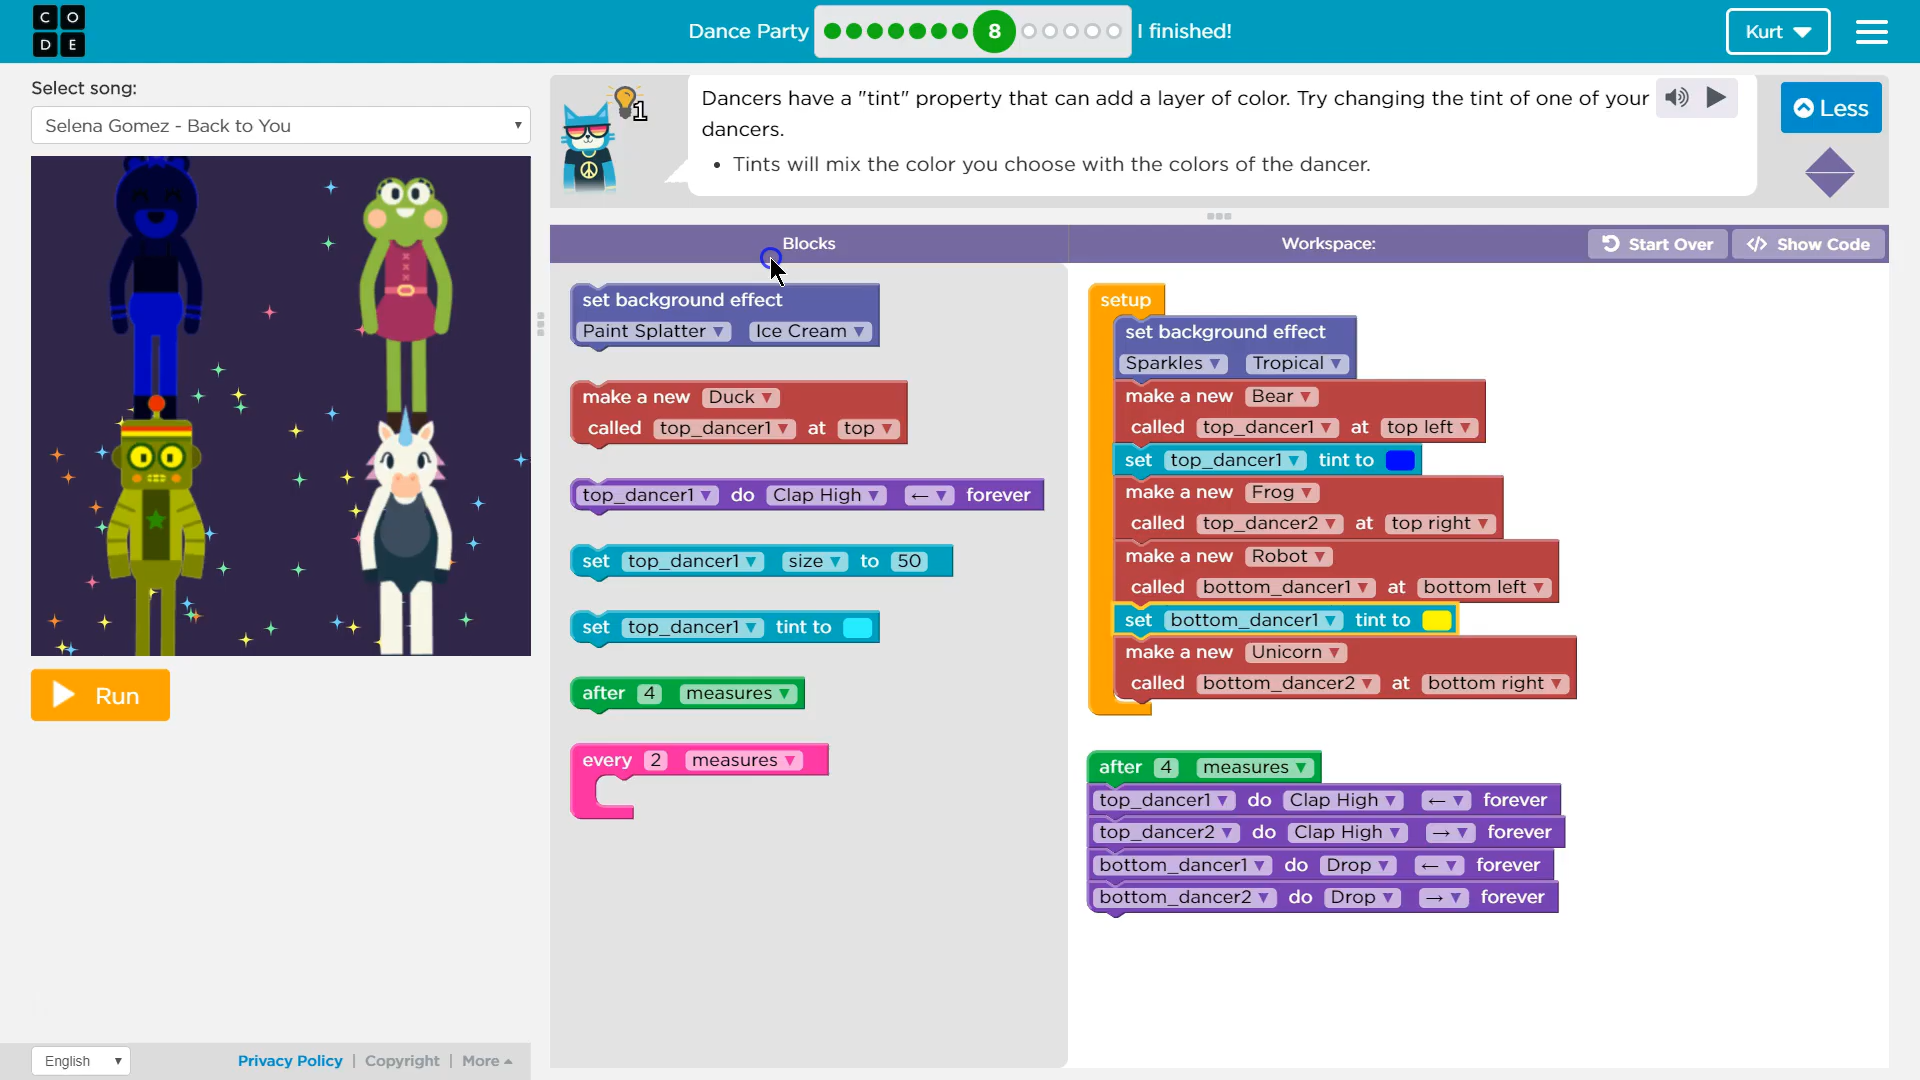 C O D E
Dance Party
8
I finished!
Kurt
Select song:
Selena Gomez - Back to You
1
Dancers have a "tint" property that can add a layer of color. Try changing the tint of one of your
dancers.
• Tints will mix the color you choose with the colors of the dancer.
Less
Blocks
Workspace:
Start Over
</> Show Code
set background effect
Paint Splatter Ice Cream
make a new Duck
called top_dancer1 at top
top_dancer1 do Clap High ← forever
set top_dancer1 size to 50
set top_dancer1 tint to
after 4 measures
every 2 measures
setup
set background effect
Sparkles Tropical
make a new Bear
called top_dancer1 at top left
set top_dancer1 tint to
make a new Frog
called top_dancer2 at top right
make a new Robot
called bottom_dancer1 at bottom left
set bottom_dancer1 tint to
make a new Unicorn
called bottom_dancer2 at bottom right
after 4 measures
top_dancer1 do Clap High ← forever
top_dancer2 do Clap High → forever
bottom_dancer1 do Drop ← forever
bottom_dancer2 do Drop → forever
Run
English
Privacy Policy | Copyright | More